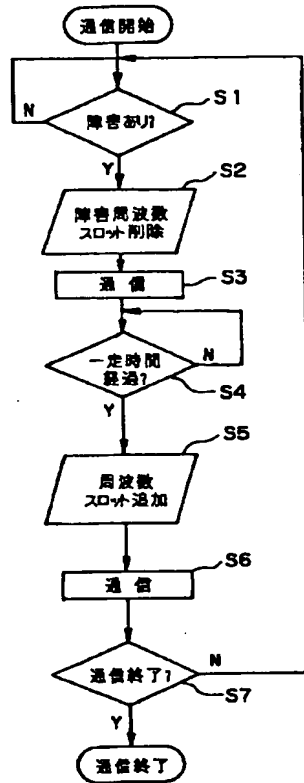 通信開始
S1
N
障害あり?
Y
S2
障害周波数
スロット削除
S3
通信
一定時間
経過?
N
S4
Y
S5
周波数
スロット追加
S6
通信
通信終了?
N
S7
Y
通信終了